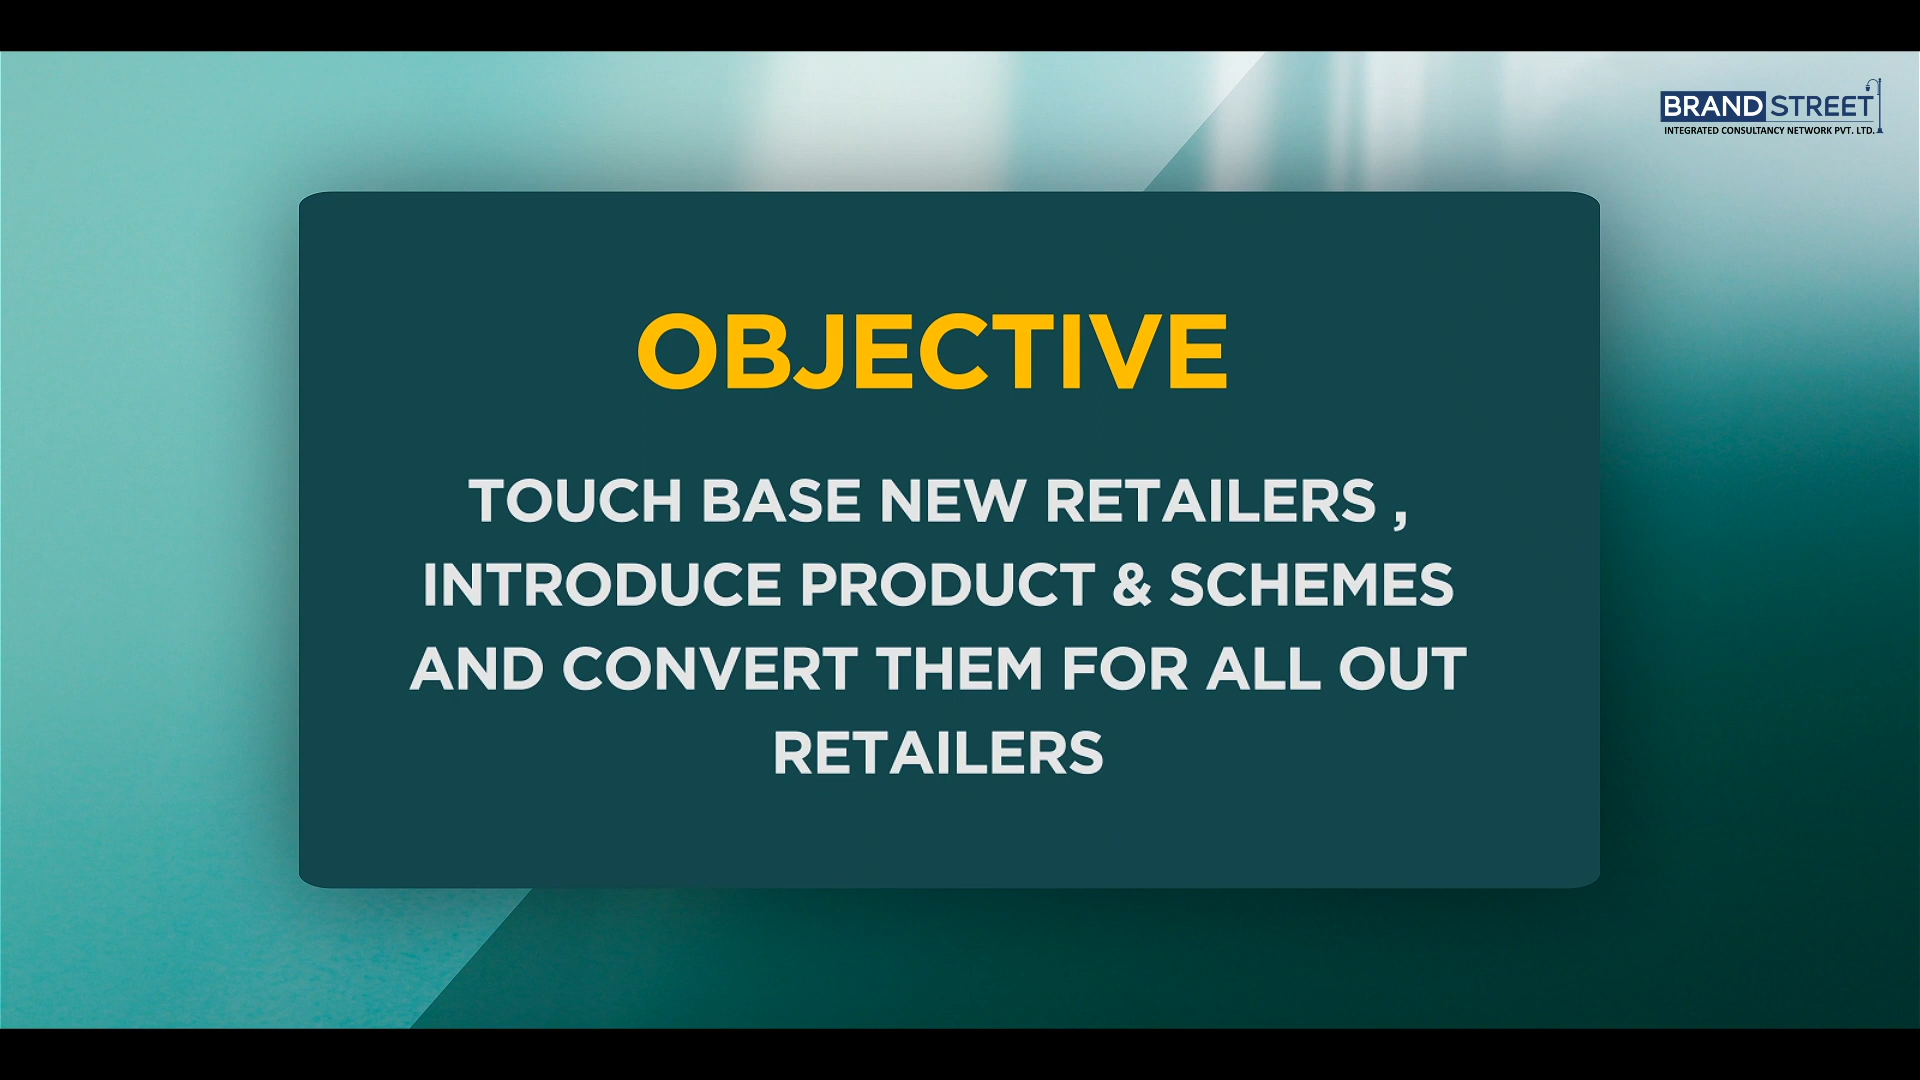 BRAND STREET
INTEGRATED CONSULTANCY NETWORK PVT. LTD.
OBJECTIVE
TOUCH BASE NEW RETAILERS ,
INTRODUCE PRODUCT & SCHEMES
AND CONVERT THEM FOR ALL OUT
RETAILERS